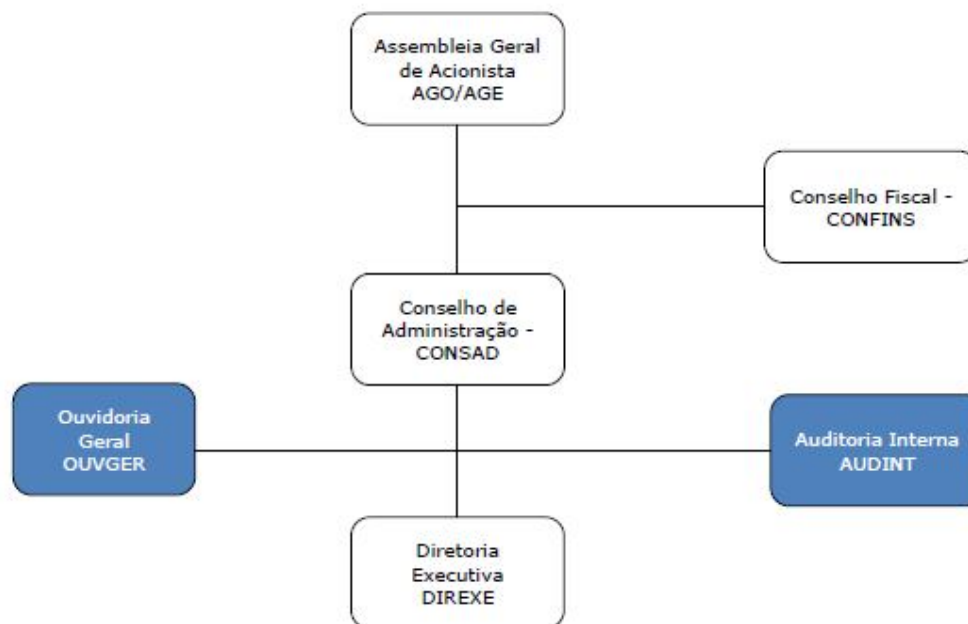 Assembleia Geral
de Acionista
AGO/AGE
Conselho Fiscal -
CONFINS
Conselho de
Administração -
CONSAD
Ouvidoria
Geral
OUVGER
Auditoria Interna
AUDINT
Diretoria
Executiva
DIREXE